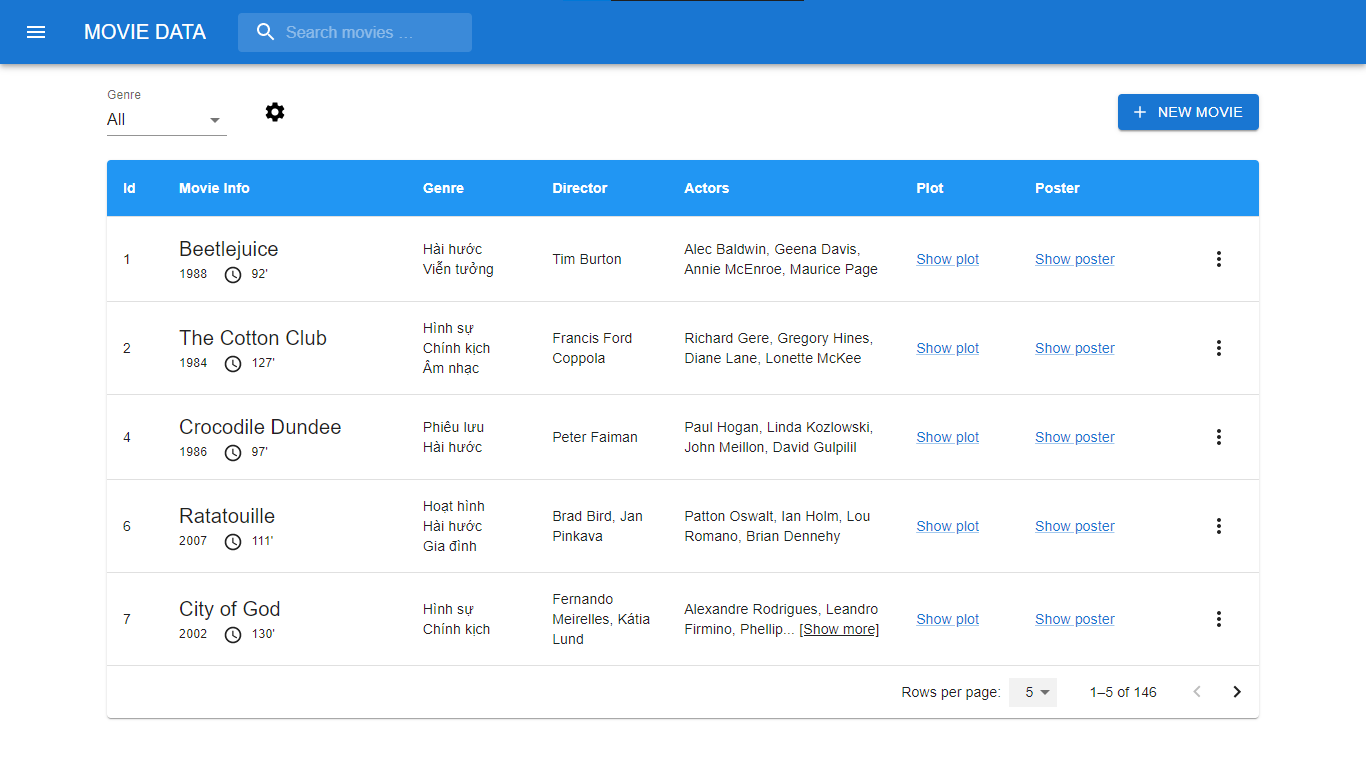 MOVIE DATA
Search movies ...
Genre
All
NEW MOVIE
Id Movie Info Genre Director Actors Plot Poster
1
Beetlejuice
1988 92'
Hài hước
Viễn tưởng
Tim Burton
Alec Baldwin, Geena Davis,
Annie McEnroe, Maurice Page
Show plot
Show poster
2
The Cotton Club
1984 127'
Hình sự
Chính kịch
Âm nhạc
Francis Ford
Coppola
Richard Gere, Gregory Hines,
Diane Lane, Lonette McKee
Show plot
Show poster
4
Crocodile Dundee
1986 97'
Phiêu lưu
Hài hước
Peter Faiman
Paul Hogan, Linda Kozlowski,
John Meillon, David Gulpilil
Show plot
Show poster
6
Ratatouille
2007 111'
Hoạt hình
Hài hước
Gia đình
Brad Bird, Jan
Pinkava
Patton Oswalt, Ian Holm, Lou
Romano, Brian Dennehy
Show plot
Show poster
7
City of God
2002 130'
Hình sự
Chính kịch
Fernando
Meirelles, Kátia
Lund
Alexandre Rodrigues, Leandro
Firmino, Phellip... [Show more]
Show plot
Show poster
Rows per page: 5 1–5 of 146